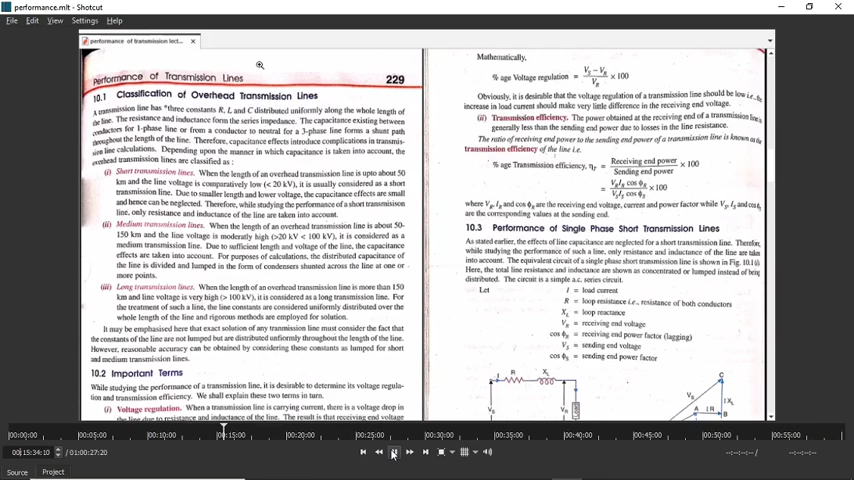 performance.mlt - Shotcut
File Edit View Settings Help
performance of transmission lect...
Performance of Transmission Lines 229
10.1 Classification of Overhead Transmission Lines
A transmission line has *three constants R, L and C distributed uniformly along the whole length of
the line. The resistance and inductance form the series impedance. The capacitance existing between
conductors for 1-phase line or from a conductor to neutral for a 3-phase line forms a shunt path
throughout the length of the line. Therefore, capacitance effects introduce complications in transmis-
sion line calculations. Depending upon the manner in which capacitance is taken into account, the
overhead transmission lines are classified as :
(i) Short transmission lines. When the length of an overhead transmission line is upto about 50
km and the line voltage is comparatively low (< 20 kV), it is usually considered as a short
transmission line. Due to smaller length and lower voltage, the capacitance effects are small
and hence can be neglected. Therefore, while studying the performance of a short transmisison
line, only resistance and inductance of the line are taken into account.
(ii) Medium transmission lines. When the length of an overhead transmission line is about 50-
150 km and the line voltage is moderatly high (>20 kV < 100 kV), it is considered as a
medium transmission line. Due to sufficient length and voltage of the line, the capacitance
effects are taken into account. For purposes of calculations, the distributed capacitance of
the line is divided and lumped in the form of condensers shunted across the line at one or
more points.
(iii) Long transmission lines. When the length of an overhead transmission line is more than 150
km and line voltage is very high (> 100 kV), it is considered as a long transmission line. For
the treatment of such a line, the line constants are considered uniformly distributed over the
whole length of the line and rigorous methods are employed for solution.
It may be emphasised here that exact solution of any tranmission line must consider the fact that
the constants of the line are not lumped but are distributed unifromly throughout the length of the line.
However, reasonable accuracy can be obtained by considering these constants as lumped for short
and medium transmission lines.
10.2 Important Terms
While studying the performance of a transmission line, it is desirable to determine its voltage regula-
tion and transmission efficiency. We shall explain these two terms in turn.
(i) Voltage regulation. When a transmission line is carrying current, there is a voltage drop in
the line due to resistance and inductance of the line. The result is that receiving end voltage
Mathematically,
% age Voltage regulation = VS – VR / VR × 100
Obviously, it is desirable that the voltage regulation of a transmission line should be low i.e., the
increase in load current should make very little difference in the receiving end voltage.
(ii) Transmission efficiency. The power obtained at the receiving end of a transmission line is
generally less than the sending end power due to losses in the line resistance.
The ratio of receiving end power to the sending end power of a transmission line is known as the
transmission efficiency of the line i.e.
% age Transmission efficiency, ηT = Receiving end power / Sending end power × 100
= VR IR cos φR / VS IS cos φS × 100
where VR, IR and cos φR are the receiving end voltage, current and power factor while VS, IS and cos φS
are the corresponding values at the sending end.
10.3 Performance of Single Phase Short Transmission Lines
As stated earlier, the effects of line capacitance are neglected for a short transmission line. Therefore,
while studying the performance of such a line, only resistance and inductance of the line are taken
into account. The equivalent circuit of a single phase short transmission line is shown in Fig. 10.1 (i).
Here, the total line resistance and inductance are shown as concentrated or lumped instead of being
distributed. The circuit is a simple a.c. series circuit.
Let I = load current
R = loop resistance i.e., resistance of both conductors
XL = loop reactance
VR = receiving end voltage
cos φR = receiving end power factor (lagging)
VS = sending end voltage
cos φS = sending end power factor
I R XL
VS VR
C VS I XL A I R B
00:00:00 00:05:00 00:10:00 00:15:00 00:20:00 00:25:00 00:30:00 00:35:00 00:40:00 00:45:00 00:50:00 00:55:00
00:15:34:10 / 01:00:27:20 --:--:--:-- / --:--:--:--
Source Project